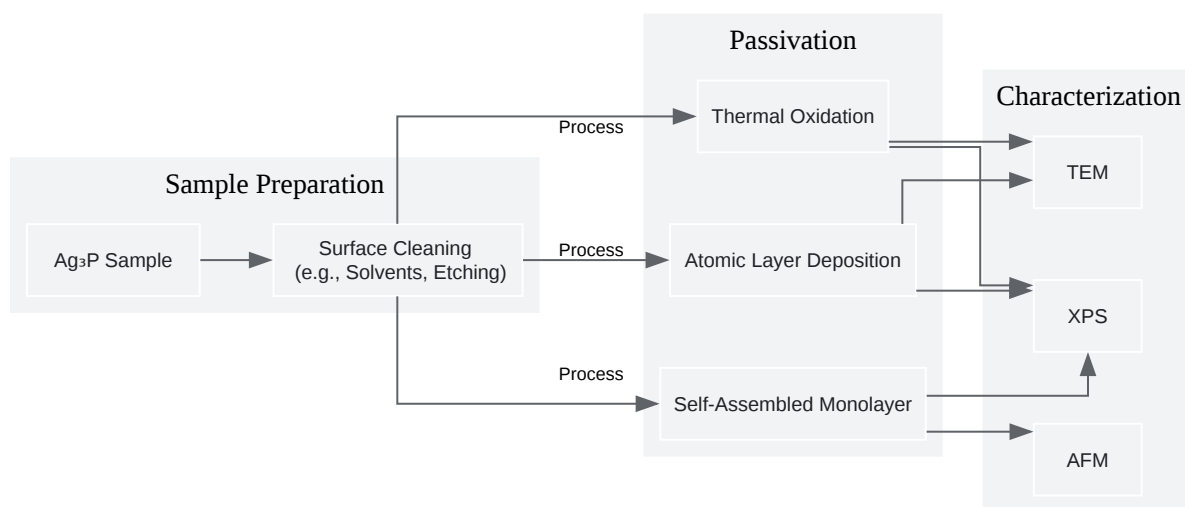 Passivation
Characterization
Thermal Oxidation
Process
TEM
Sample Preparation
Ag₃P Sample
Surface Cleaning
(e.g., Solvents, Etching)
Process
Atomic Layer Deposition
XPS
Process
Self-Assembled Monolayer
AFM